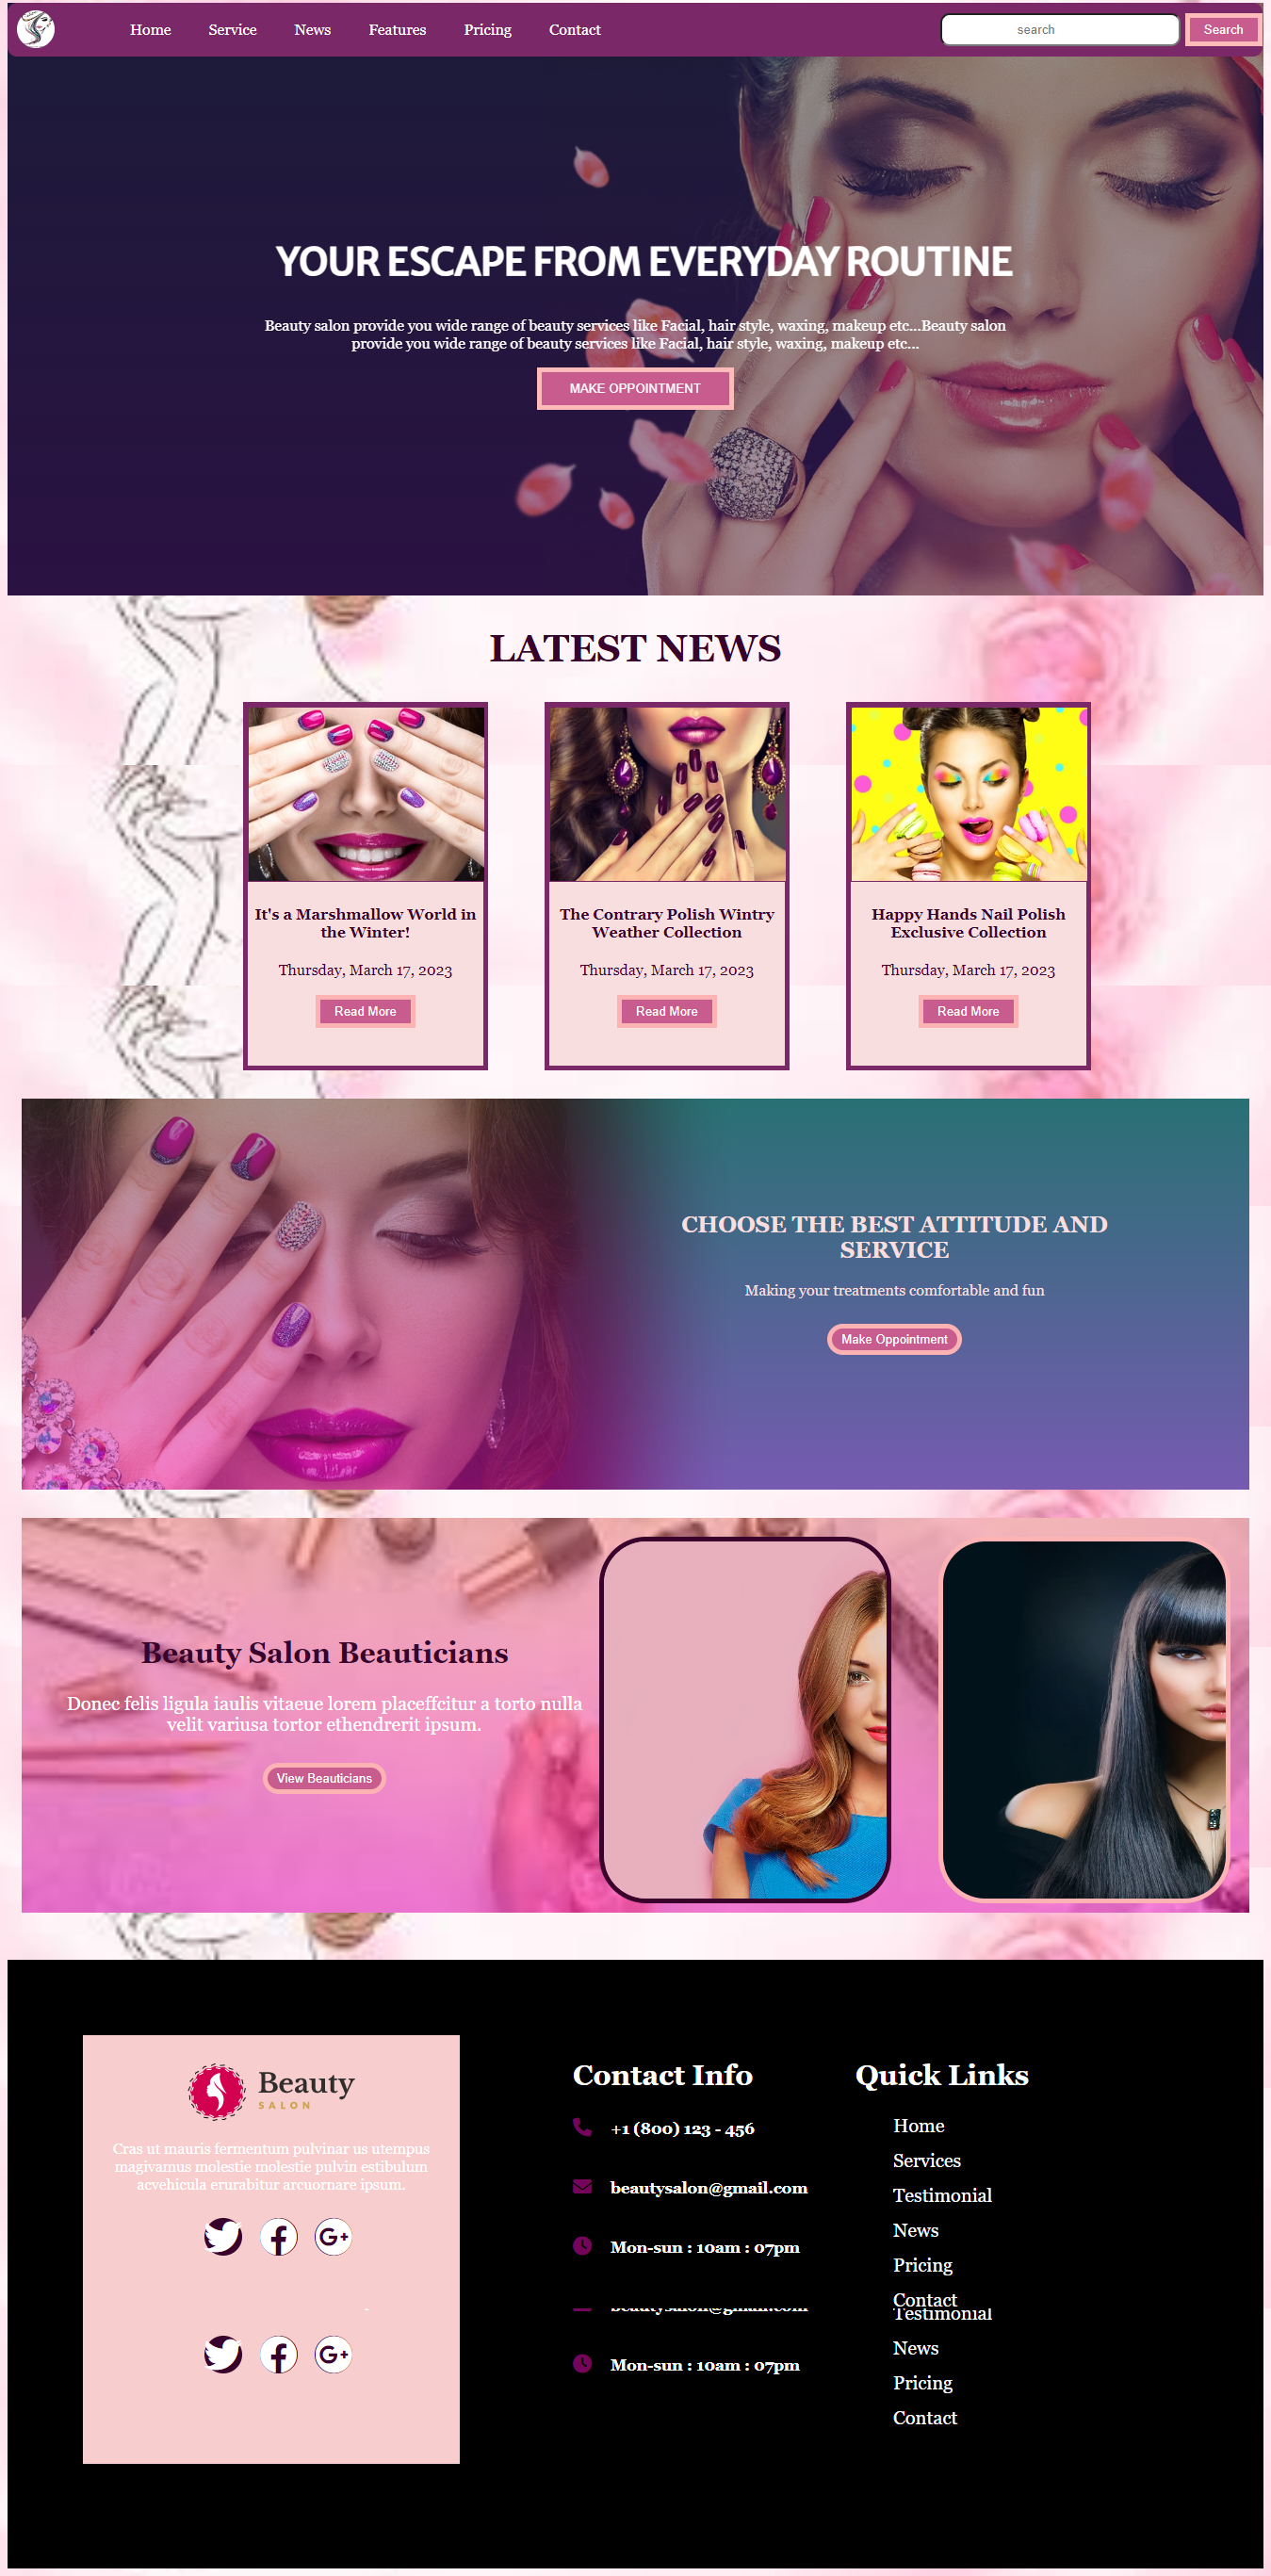 Home Service News Features Pricing Contact search Search
YOUR ESCAPE FROM EVERYDAY ROUTINE
Beauty salon provide you wide range of beauty services like Facial, hair style, waxing, makeup etc...Beauty salon
provide you wide range of beauty services like Facial, hair style, waxing, makeup etc...
MAKE OPPOINTMENT
LATEST NEWS
It's a Marshmallow World in
the Winter!
Thursday, March 17, 2023
Read More
The Contrary Polish Wintry
Weather Collection
Thursday, March 17, 2023
Read More
Happy Hands Nail Polish
Exclusive Collection
Thursday, March 17, 2023
Read More
CHOOSE THE BEST ATTITUDE AND
SERVICE
Making your treatments comfortable and fun
Make Oppointment
Beauty Salon Beauticians
Donec felis ligula iaulis vitaeue lorem placeffcitur a torto nulla
velit variusa tortor ethendrerit ipsum.
View Beauticians
Beauty
SALON
Cras ut mauris fermentum pulvinar us utempus
magivamus molestie molestie pulvin estibulum
acvehicula erurabitur arcuornare ipsum.
G+
G+
Contact Info
+1 (800) 123 - 456
beautysalon@gmail.com
Mon-sun : 10am : 07pm
beautysalon@gmail.com
Mon-sun : 10am : 07pm
Quick Links
Home
Services
Testimonial
News
Pricing
Contact
Testimonial
News
Pricing
Contact